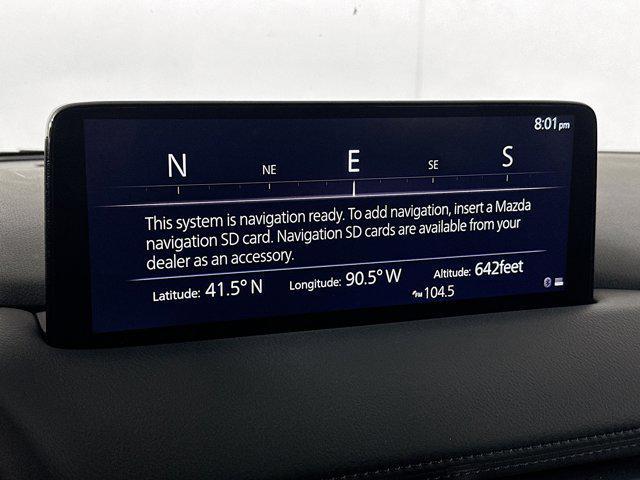 8:01 pm
N NE E SE S
This system is navigation ready. To add navigation, insert a Mazda
navigation SD card. Navigation SD cards are available from your
dealer as an accessory.
Latitude: 41.5° N Longitude: 90.5° W Altitude: 642feet
FM 104.5